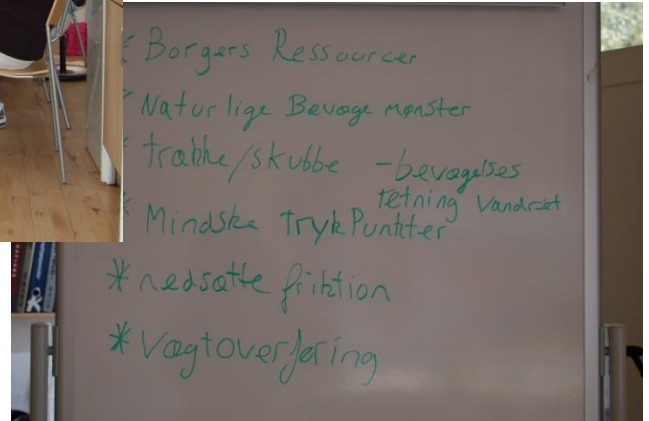 * Borgers Ressourcer
* Naturlige Bevæge mønster
* trække/skubbe - bevægelses
retning vandret
* Mindske trykPunkter
* nedsætte friktion
* Vægtoverføring